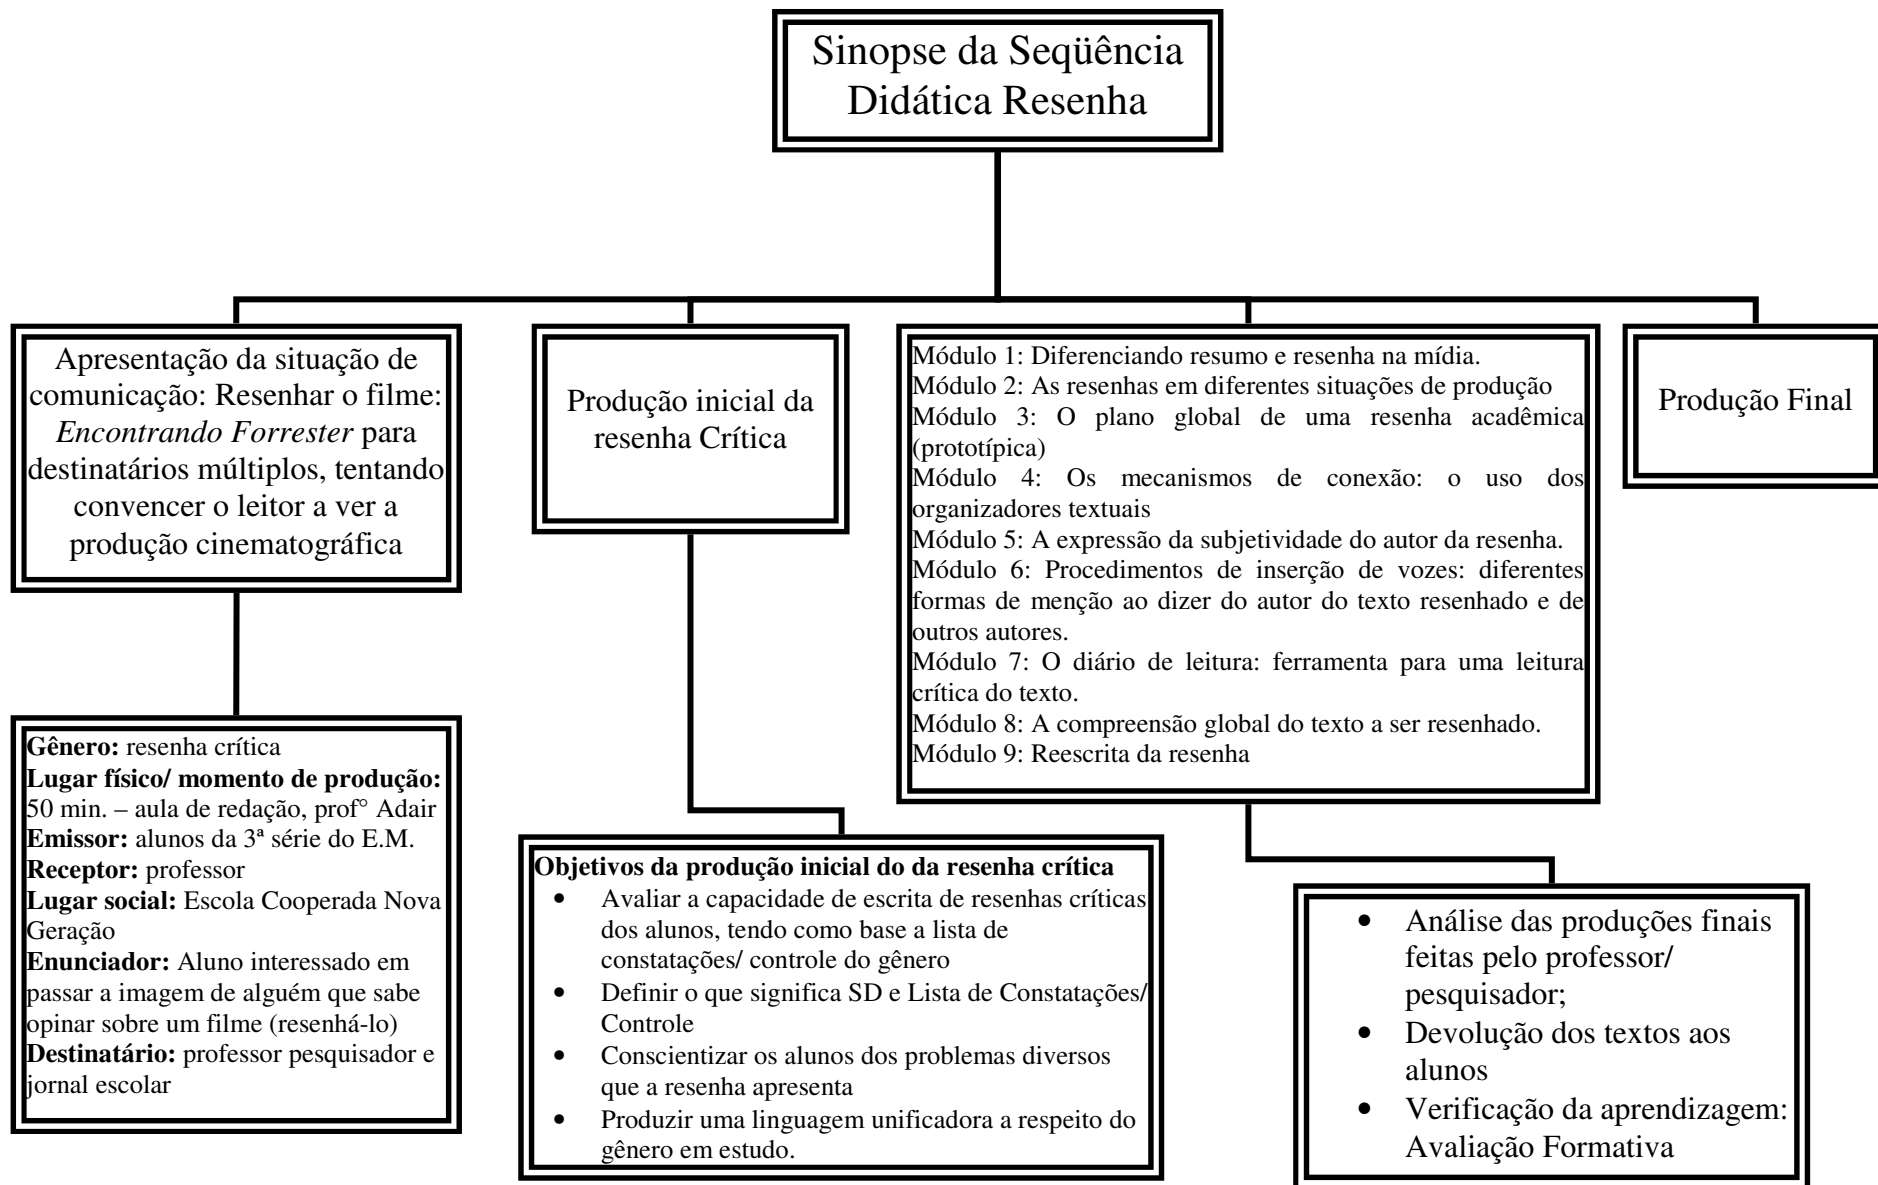 Sinopse da Seqüência
Didática Resenha
Apresentação da situação de
comunicação: Resenhar o filme:
Encontrando Forrester para
destinatários múltiplos, tentando
convencer o leitor a ver a
produção cinematográfica
Produção inicial da
resenha Crítica
Módulo 1: Diferenciando resumo e resenha na mídia.
Módulo 2: As resenhas em diferentes situações de produção
Módulo 3: O plano global de uma resenha acadêmica
(prototípica)
Módulo 4: Os mecanismos de conexão: o uso dos
organizadores textuais
Módulo 5: A expressão da subjetividade do autor da resenha.
Módulo 6: Procedimentos de inserção de vozes: diferentes
formas de menção ao dizer do autor do texto resenhado e de
outros autores.
Módulo 7: O diário de leitura: ferramenta para uma leitura
crítica do texto.
Módulo 8: A compreensão global do texto a ser resenhado.
Módulo 9: Reescrita da resenha
Produção Final
Gênero: resenha crítica
Lugar físico/ momento de produção:
50 min. – aula de redação, prof° Adair
Emissor: alunos da 3ª série do E.M.
Receptor: professor
Lugar social: Escola Cooperada Nova
Geração
Enunciador: Aluno interessado em
passar a imagem de alguém que sabe
opinar sobre um filme (resenhá-lo)
Destinatário: professor pesquisador e
jornal escolar
Objetivos da produção inicial do da resenha crítica
• Avaliar a capacidade de escrita de resenhas críticas
dos alunos, tendo como base a lista de
constatações/ controle do gênero
• Definir o que significa SD e Lista de Constatações/
Controle
• Conscientizar os alunos dos problemas diversos
que a resenha apresenta
• Produzir uma linguagem unificadora a respeito do
gênero em estudo.
• Análise das produções finais
feitas pelo professor/
pesquisador;
• Devolução dos textos aos
alunos
• Verificação da aprendizagem:
Avaliação Formativa